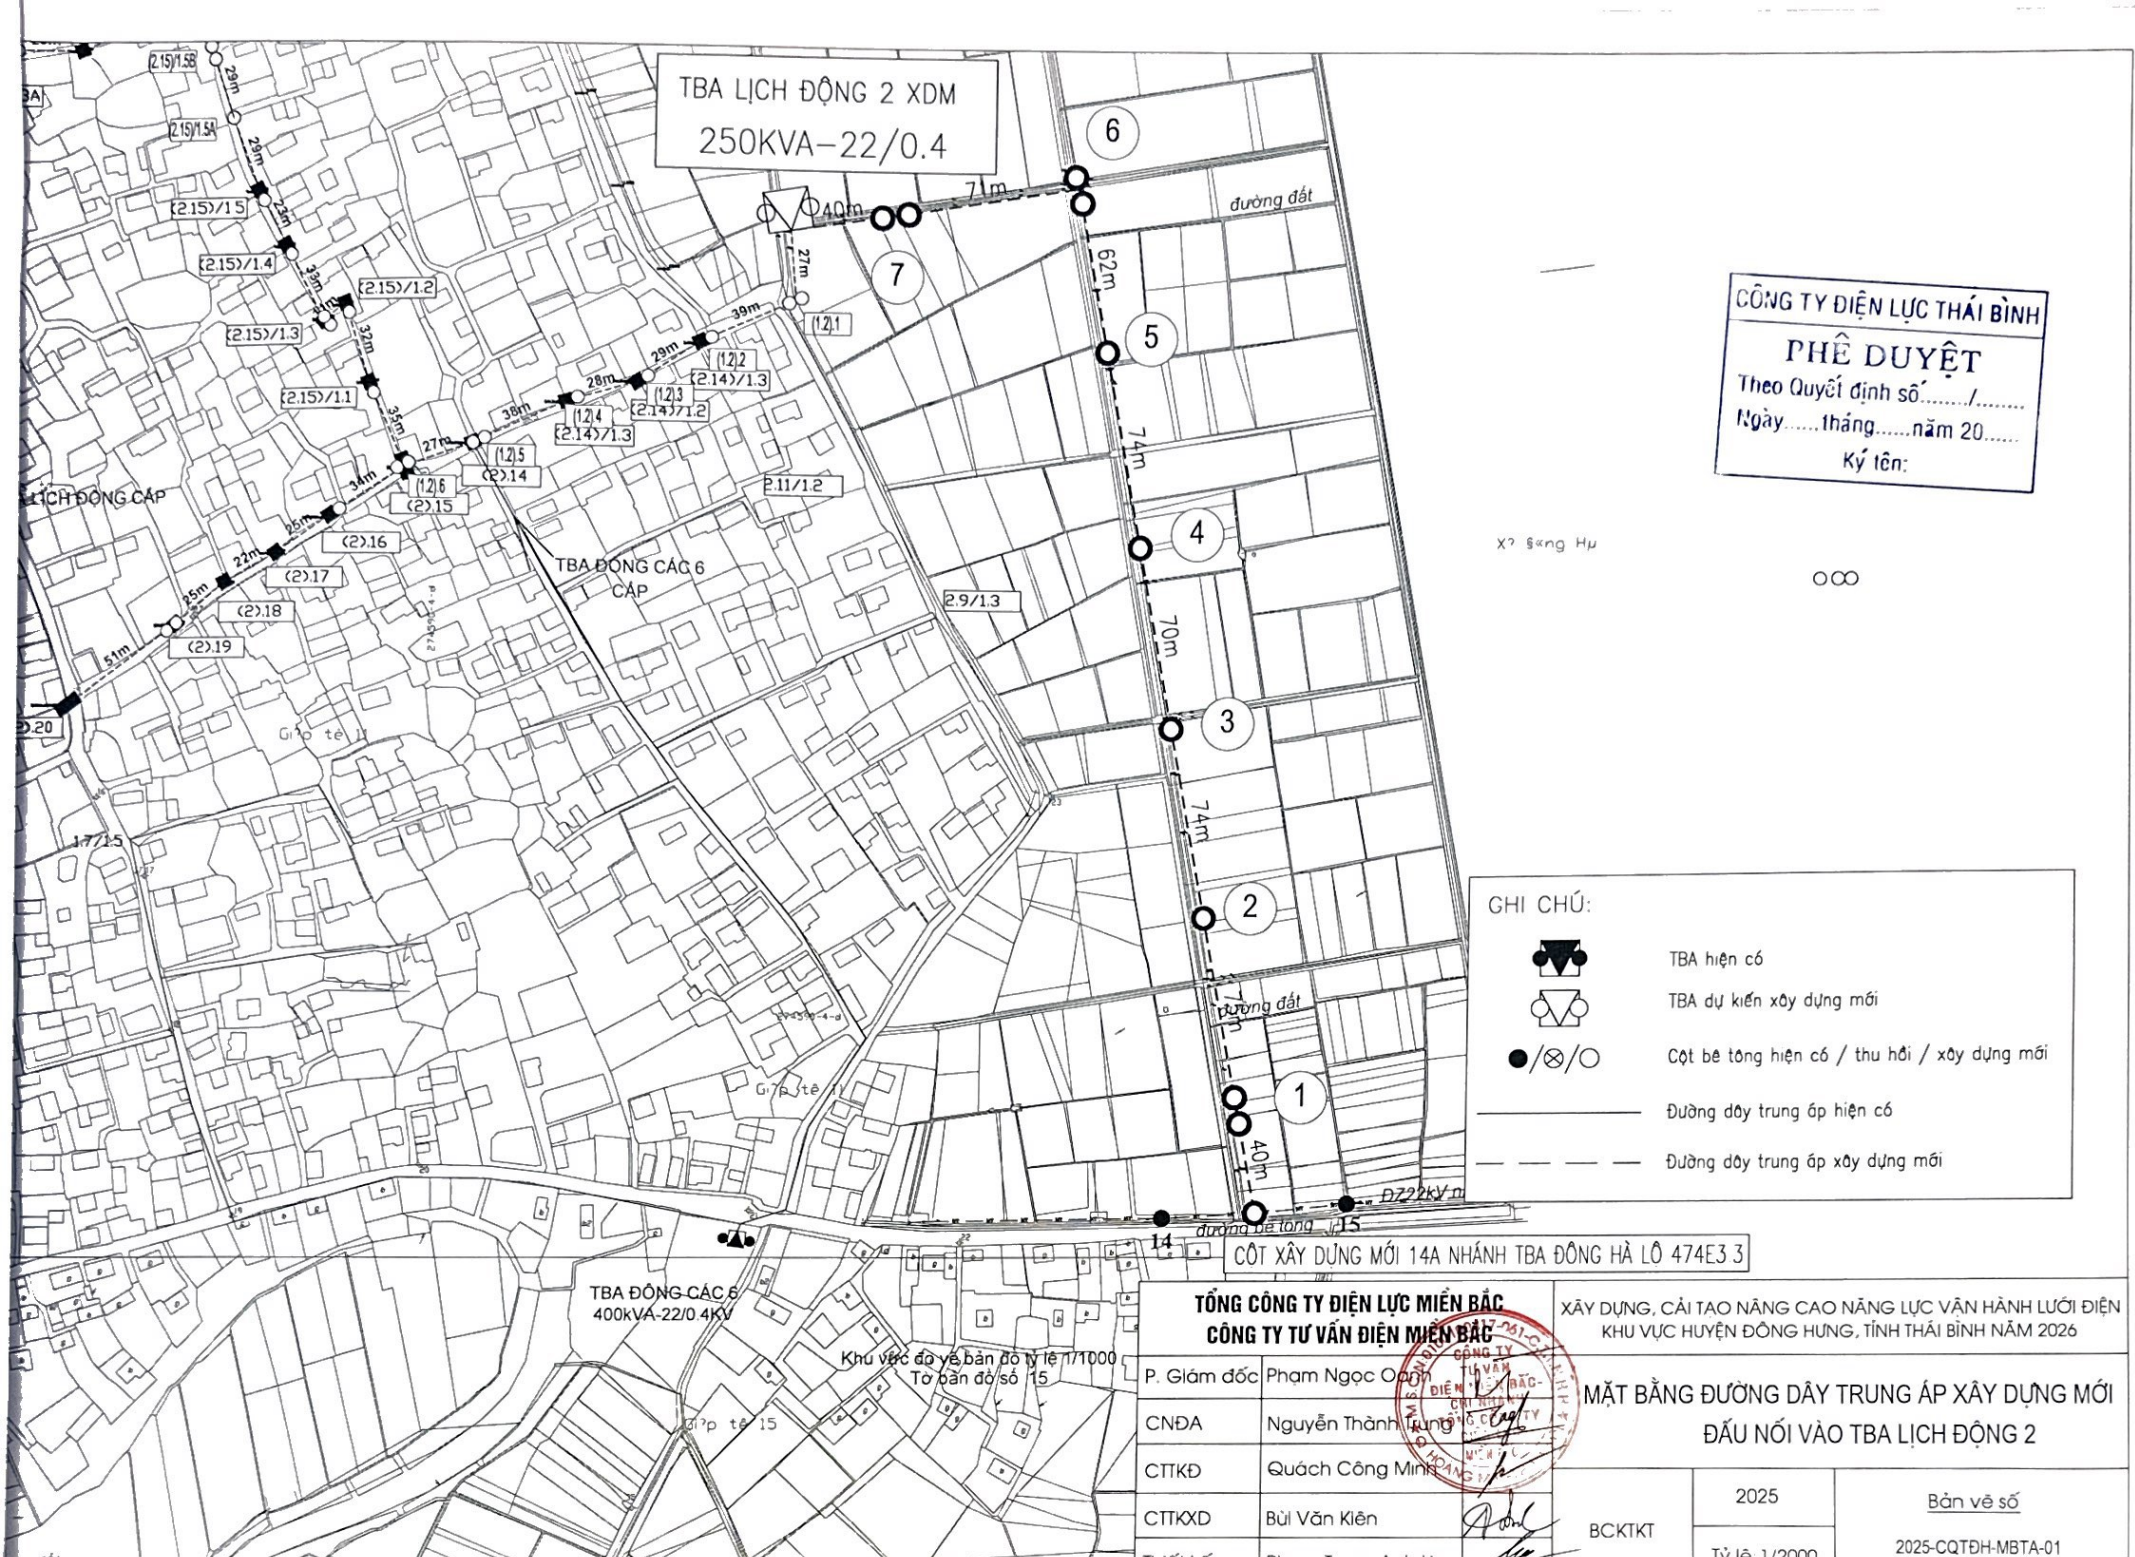 (2.15)/1.5B
29m
(2.15)/1.5A
29m
(2.15)/1.5
23m
(2.15)/1.4
33m
(2.15)/1.2
(2.15)/1.3
32m
(2.15)/1.1
35m
TBA LỊCH ĐỘNG 2 XDM
250KVA-22/0.4
6
71m
40m
đường đất
7
27m
62m
39m
(1.2).1
5
29m
(1.2).2
(2.14)/1.3
28m
(1.2).3
(2.14)/1.2
38m
(1.2).4
(2.14)/1.3
27m
(1.2).5
(2).14
34m
(1.2).6
(2).15
74m
2.11/1.2
LỊCH ĐỘNG CẤP
25m
(2).16
4
22m
(2).17
TBA ĐÔNG CÁC 6
CẤP
25m
(2).18
2.9/1.3
(2).19
70m
51m
2).20
3
74m
1.7/1.5
2
đường đất
1
40m
ĐZ22kV
14
đường bê tông
15
CỘT XÂY DỰNG MỚI 14A NHÁNH TBA ĐÔNG HÀ LỘ 474E3.3
TBA ĐÔNG CÁC 6
400kVA-22/0.4KV
Khu vực đo vẽ bản đồ tỷ lệ 1/1000
Tờ bản đồ số 15
CÔNG TY ĐIỆN LỰC THÁI BÌNH
PHÊ DUYỆT
Theo Quyết định số......../........
Ngày......tháng......năm 20......
Ký tên:
GHI CHÚ:
TBA hiện có
TBA dự kiến xây dựng mới
Cột bê tông hiện có / thu hồi / xây dựng mới
Đường dây trung áp hiện có
Đường dây trung áp xây dựng mới
TỔNG CÔNG TY ĐIỆN LỰC MIỀN BẮC
CÔNG TY TƯ VẤN ĐIỆN MIỀN BẮC
XÂY DỰNG, CẢI TẠO NÂNG CAO NĂNG LỰC VẬN HÀNH LƯỚI ĐIỆN
KHU VỰC HUYỆN ĐÔNG HƯNG, TỈNH THÁI BÌNH NĂM 2026
P. Giám đốc Phạm Ngọc
CNĐA Nguyễn Thành
CTTKĐ Quách Công Minh
CTTKXD Bùi Văn Kiên
MẶT BẰNG ĐƯỜNG DÂY TRUNG ÁP XÂY DỰNG MỚI
ĐẤU NỐI VÀO TBA LỊCH ĐỘNG 2
BCKTKT
2025
Tỷ lệ: 1/2000
Bản vẽ số
2025-CQTĐH-MBTA-01